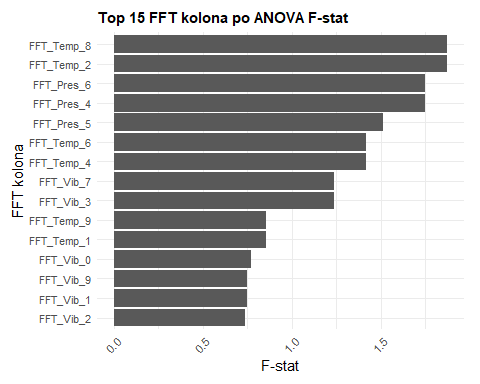 Top 15 FFT kolona po ANOVA F-stat
FFT kolona
FFT_Temp_8
FFT_Temp_2
FFT_Pres_6
FFT_Pres_4
FFT_Pres_5
FFT_Temp_6
FFT_Temp_4
FFT_Vib_7
FFT_Vib_3
FFT_Temp_9
FFT_Temp_1
FFT_Vib_0
FFT_Vib_9
FFT_Vib_1
FFT_Vib_2
0.0
0.5
1.0
1.5
F-stat